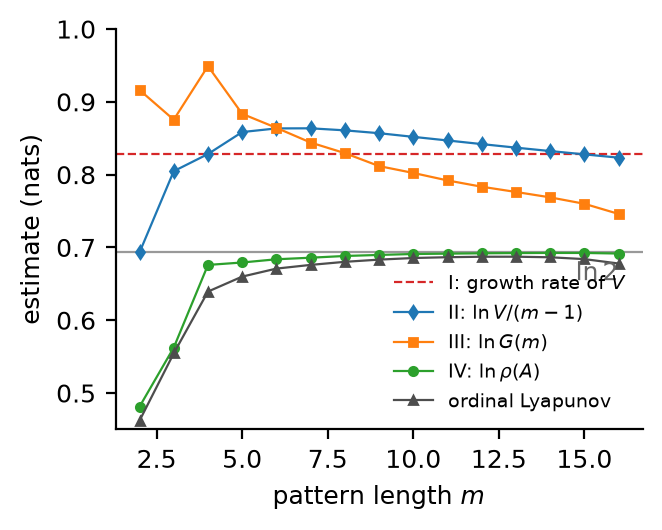 1.0
0.9
0.8
0.7
0.6
0.5
estimate (nats)
2.5 5.0 7.5 10.0 12.5 15.0
pattern length m
ln 2
I: growth rate of V
II: ln V/(m − 1)
III: ln G(m)
IV: ln ρ(A)
ordinal Lyapunov